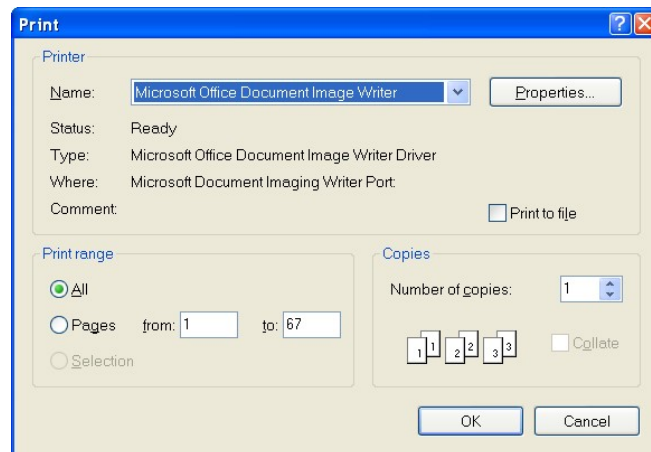 Print
Printer
Name: Microsoft Office Document Image Writer Properties...
Status: Ready
Type: Microsoft Office Document Image Writer Driver
Where: Microsoft Document Imaging Writer Port:
Comment:
Print to file
Print range
All
Pages from: 1 to: 67
Selection
Copies
Number of copies: 1
1 1 2 2 3 3 Collate
OK Cancel